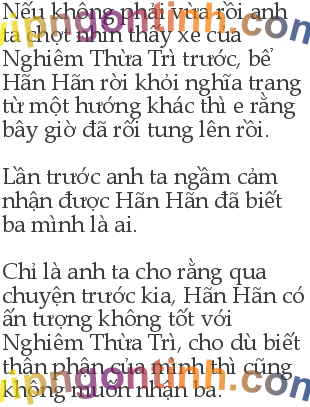 Nếu không phải vừa rồi anh
ta chợt nhìn thấy xe của
Nghiêm Thừa Trì trước, bế
Hãn Hãn rời khỏi nghĩa trang
từ một hướng khác thì e rằng
bây giờ đã rối tung lên rồi.

Lần trước anh ta ngầm cảm
nhận được Hãn Hãn đã biết
ba mình là ai.

Chỉ là anh ta cho rằng qua
chuyện trước kia, Hãn Hãn có
ấn tượng không tốt với
Nghiêm Thừa Trì, cho dù biết
thân phận của mình thì cũng
không muốn nhận ba.
vipngontinh.com
vipngontinh.com